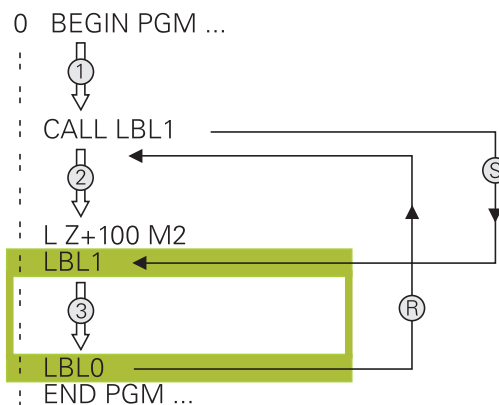 0 BEGIN PGM ...
1
CALL LBL1
S
2
L Z+100 M2
LBL1
3
R
LBL0
END PGM ...